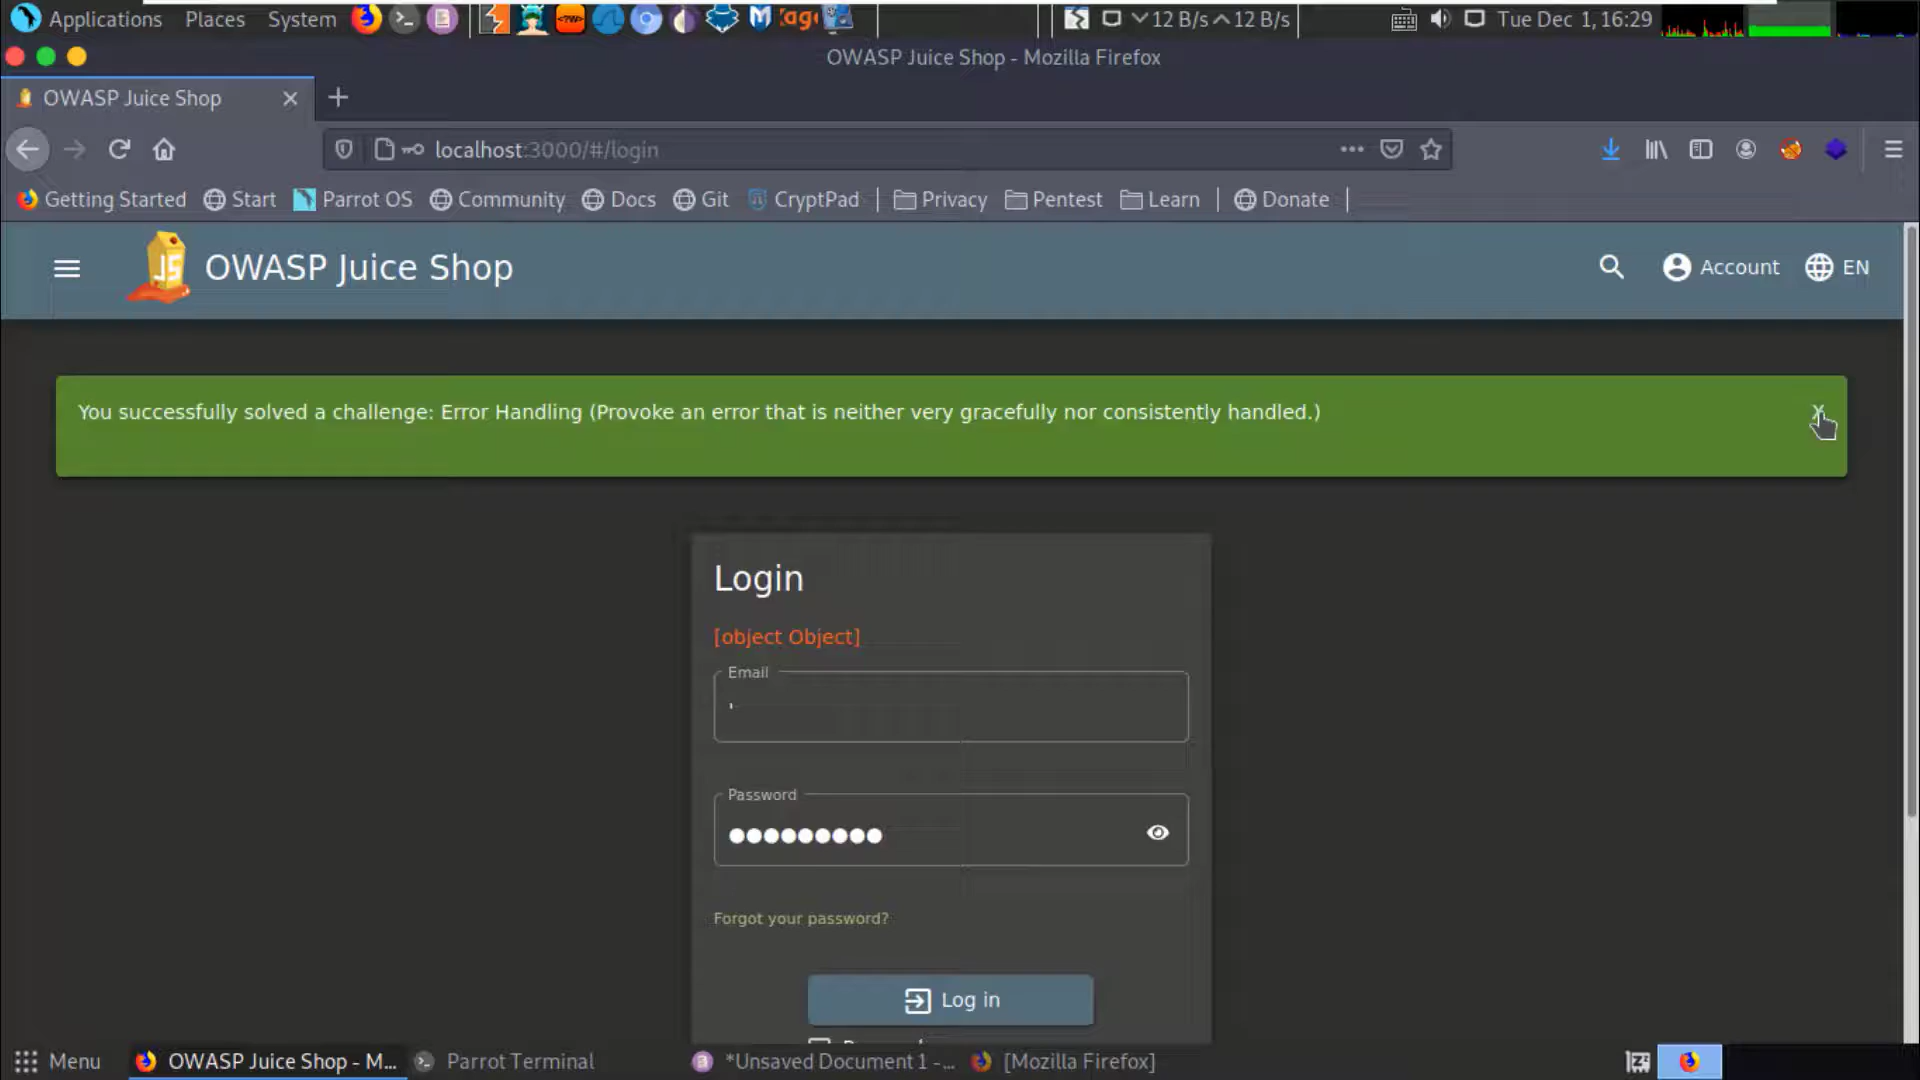 Applications Places System 12 B/s 12 B/s Tue Dec 1, 16:29
OWASP Juice Shop - Mozilla Firefox
OWASP Juice Shop
localhost:3000/#/login
Getting Started Start Parrot OS Community Docs Git CryptPad Privacy Pentest Learn Donate
JS OWASP Juice Shop Account EN
You successfully solved a challenge: Error Handling (Provoke an error that is neither very gracefully nor consistently handled.) X
Login
[object Object]
Email
'
Password
●●●●●●●●●
Forgot your password?
Log in
Menu OWASP Juice Shop - M... Parrot Terminal *Unsaved Document 1 -... [Mozilla Firefox]